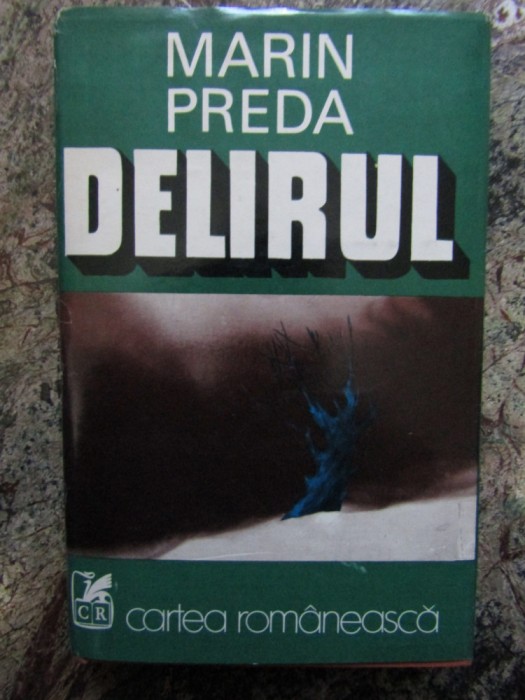 MARIN
PREDA
DELIRUL
CR
cartea românească